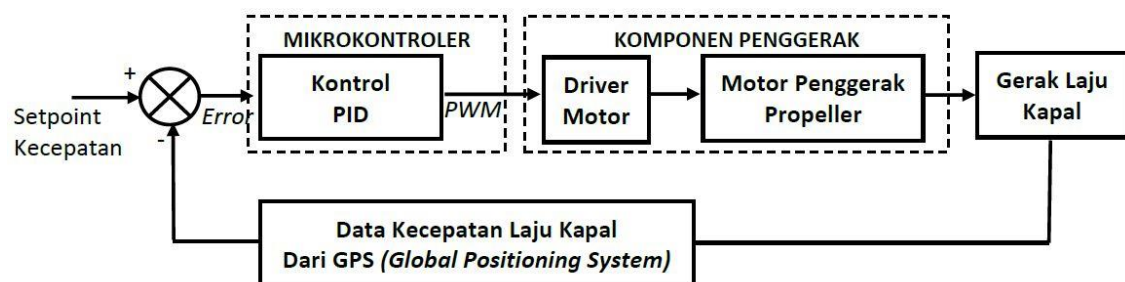 MIKROKONTROLER
KOMPONEN PENGGERAK
+
Setpoint
Kecepatan
-
Error
Kontrol
PID
PWM
Driver
Motor
Motor Penggerak
Propeller
Gerak Laju
Kapal
Data Kecepatan Laju Kapal
Dari GPS (Global Positioning System)